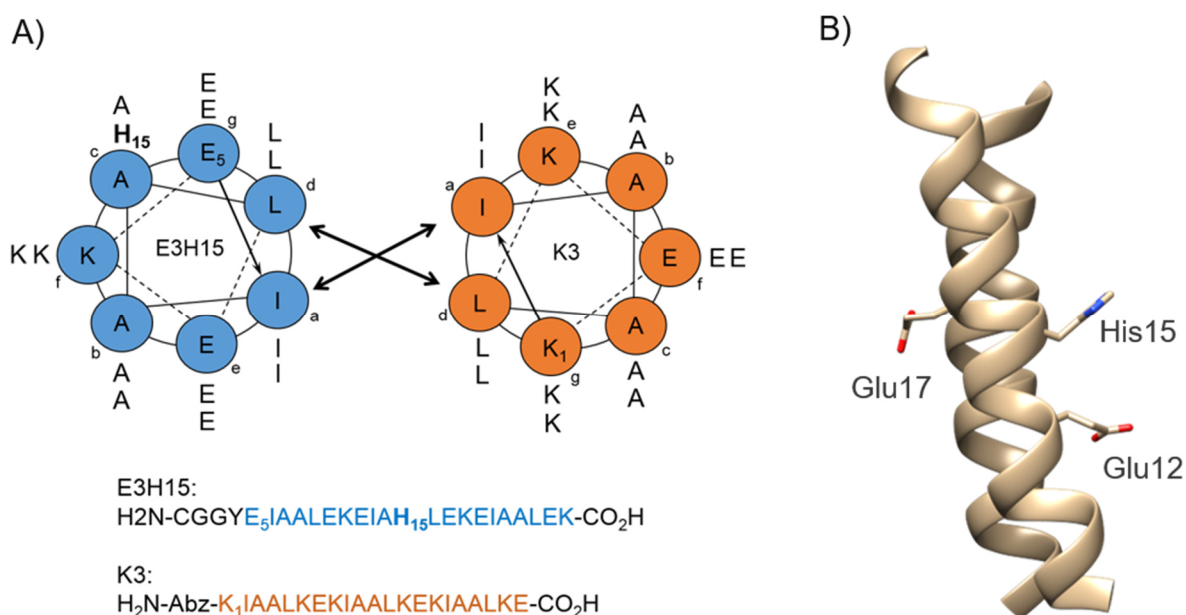 A)
B)
E
E
E5
g
A
H15
A
c
L
L
L
d
K K
K
f
E3H15
A
b
A
A
E
e
E
E
I
a
I
I
K
K
K
e
I
I
I
a
A
A
A
b
K3
E
f
E E
L
d
L
L
K1
g
K
K
A
c
A
A
His15
Glu17
Glu12
E3H15:
H2N-CGGYE5IAALEKEIAH15LEKEIAALEK-CO2H
K3:
H2N-Abz-K1IAALKEKIAALKEKIAALKE-CO2H